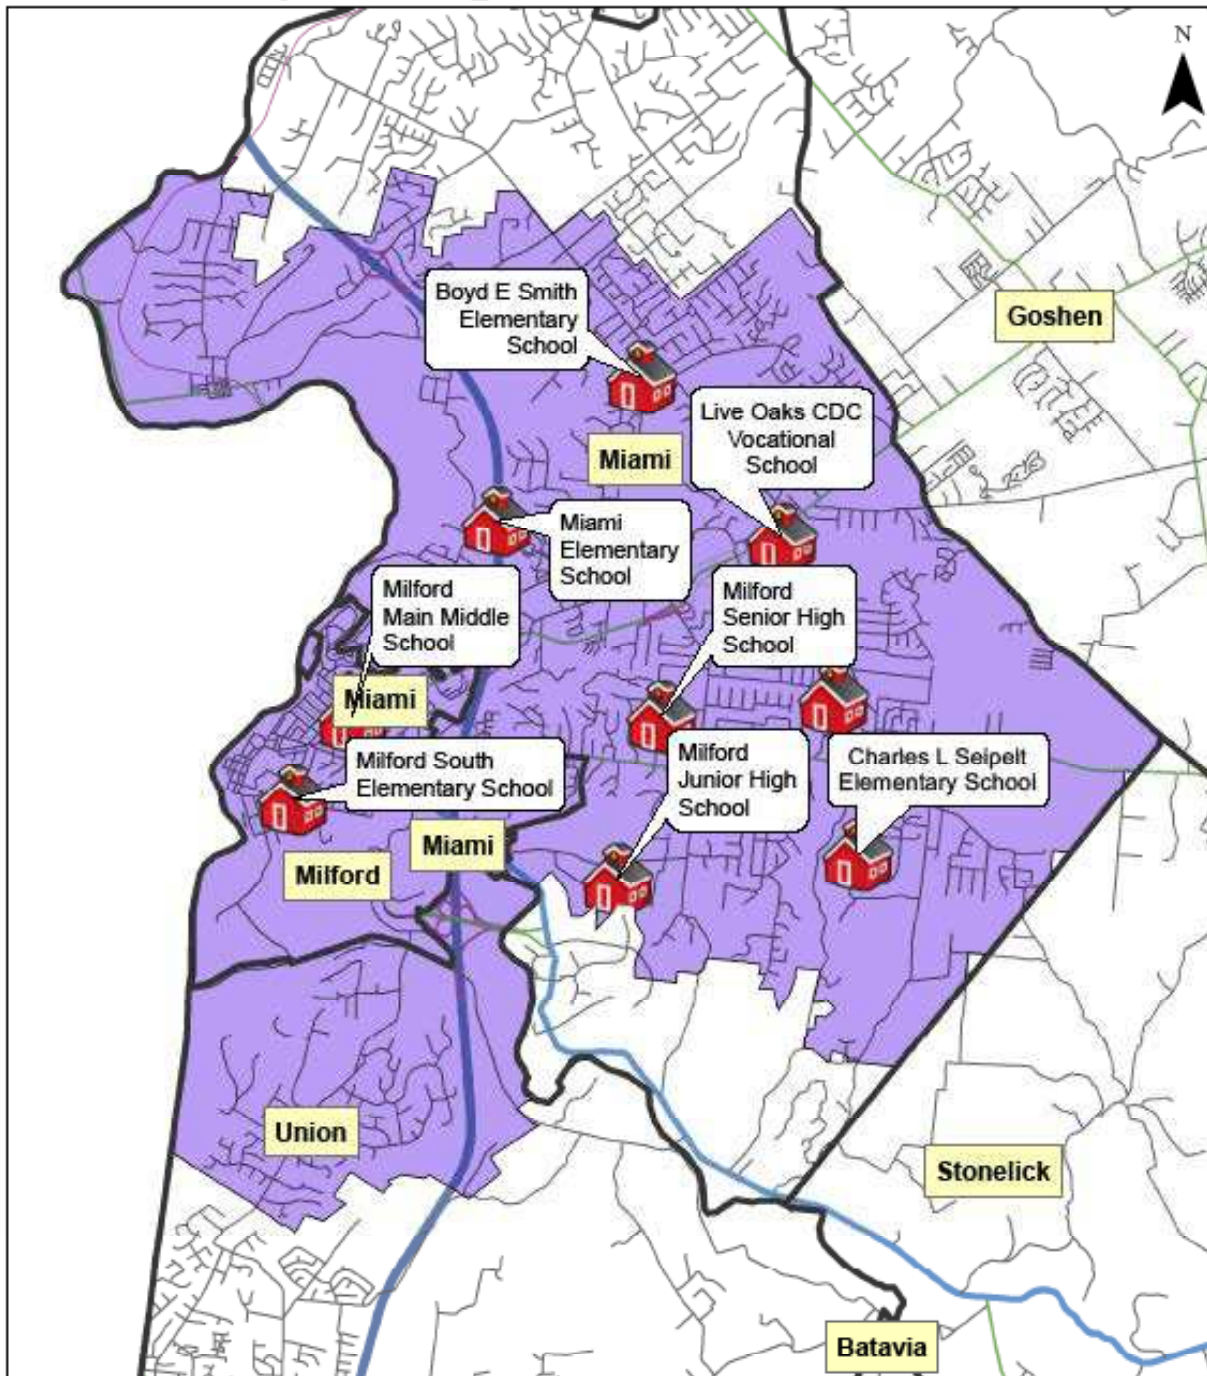 N
Boyd E Smith
Elementary
School
Goshen
Live Oaks CDC
Vocational
School
Miami
Miami
Elementary
School
Milford
Main Middle
School
Milford
Senior High
School
Miami
Milford South
Elementary School
Milford
Junior High
School
Charles L Seipelt
Elementary School
Miami
Milford
Union
Stonelick
Batavia